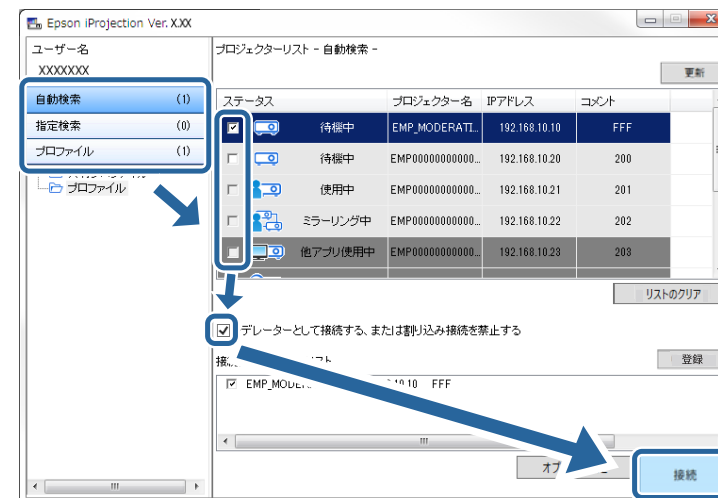 Epson iProjection Ver. X.XX
ユーザー名
XXXXXXX
自動検索 (1)
指定検索 (0)
プロファイル (1)
プロファイル
プロジェクターリスト - 自動検索 -
更新
ステータス プロジェクター名 IPアドレス コメント
待機中 EMP_MODERATI... 192.168.10.10 FFF
待機中 EMP00000000000... 192.168.10.20 200
使用中 EMP00000000000... 192.168.10.21 201
ミラーリング中 EMP00000000000... 192.168.10.22 202
他アプリ使用中 EMP00000000000... 192.168.10.23 203
リストのクリア
デレーターとして接続する、または割り込み接続を禁止する
登録
EMP_MODE 10.10 FFF
オプ
接続